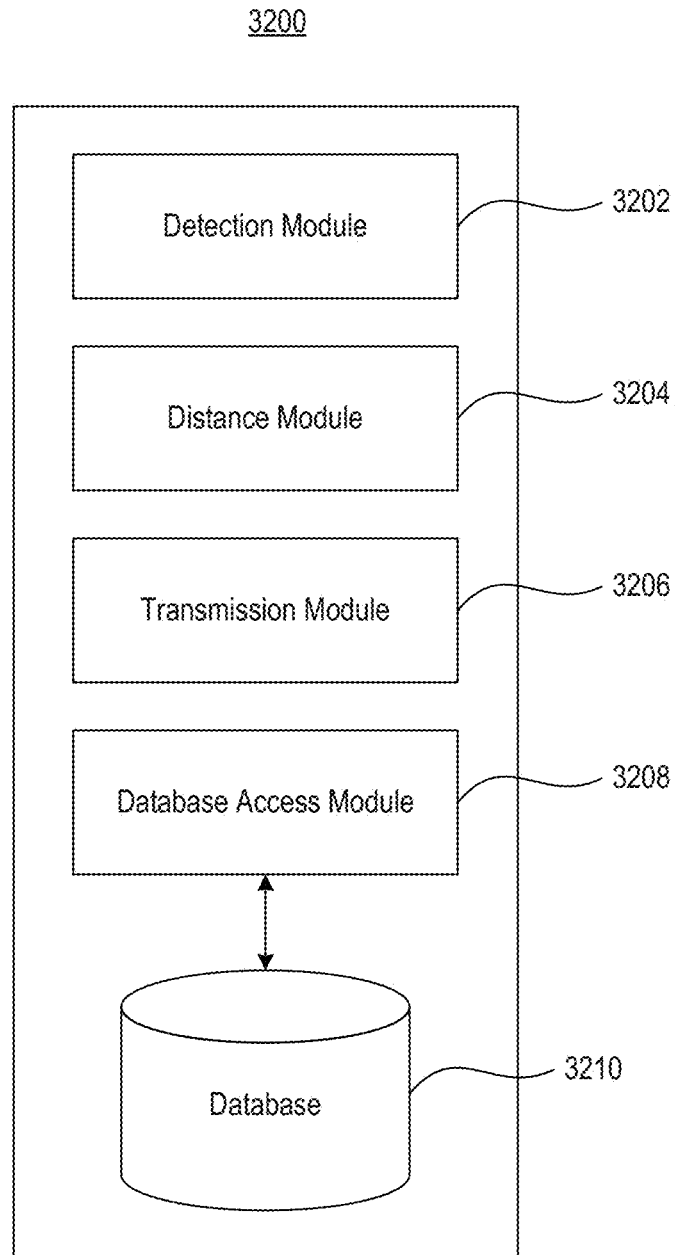 3200
Detection Module
3202
Distance Module
3204
Transmission Module
3206
Database Access Module
3208
Database
3210